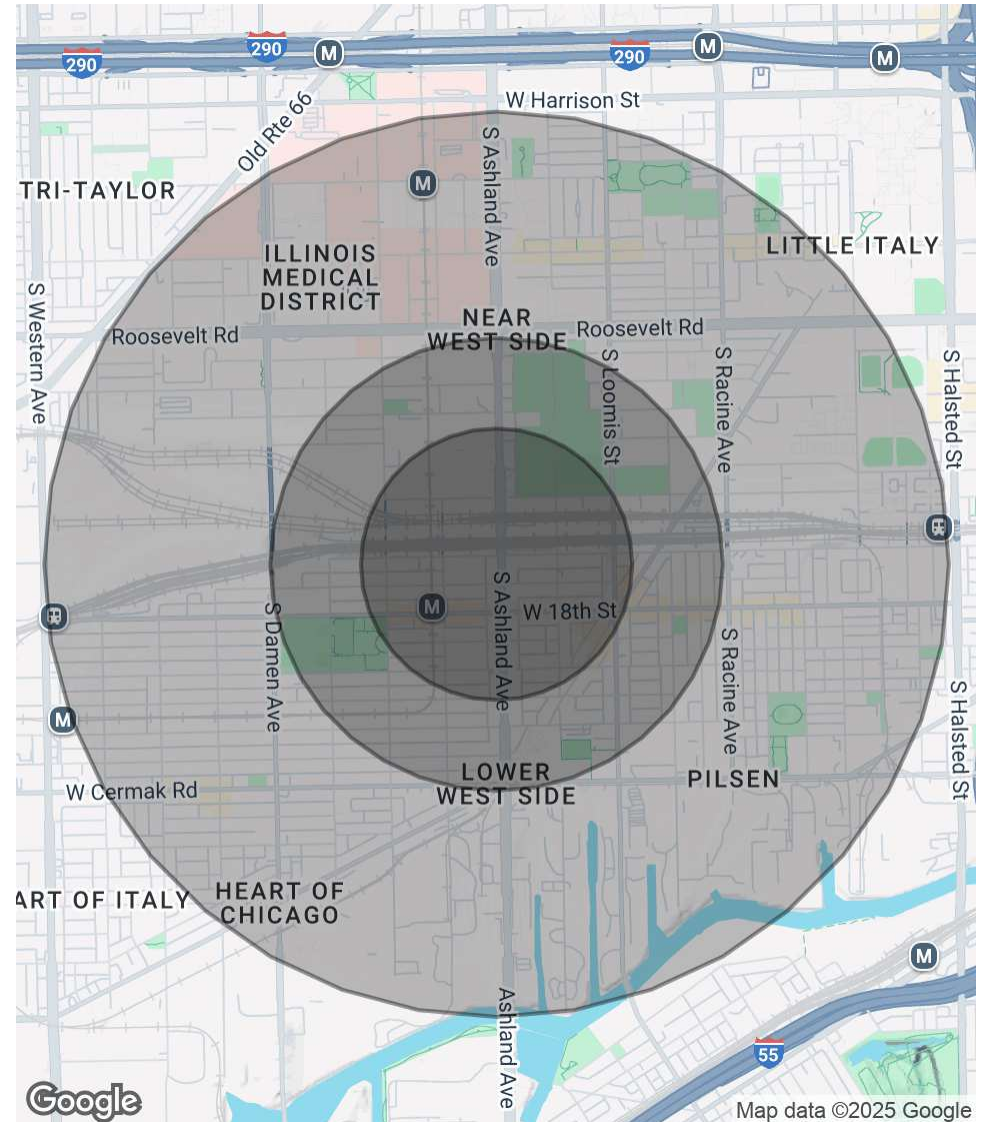 290
290
M
290
M
M
W Harrison St
Old Rte 66
S Ashland Ave
M
TRI-TAYLOR
LITTLE ITALY
ILLINOIS
MEDICAL
DISTRICT
S Western Ave
Roosevelt Rd
NEAR
WEST SIDE
Roosevelt Rd
S Loomis St
S Racine Ave
S Halsted St
S Ashland Ave
M
W 18th St
S Damen Ave
S Racine Ave
S Halsted St
M
LOWER
WEST SIDE
PILSEN
W Cermak Rd
ART OF ITALY
HEART OF
CHICAGO
M
Ashland Ave
55
Google
Map data ©2025 Google